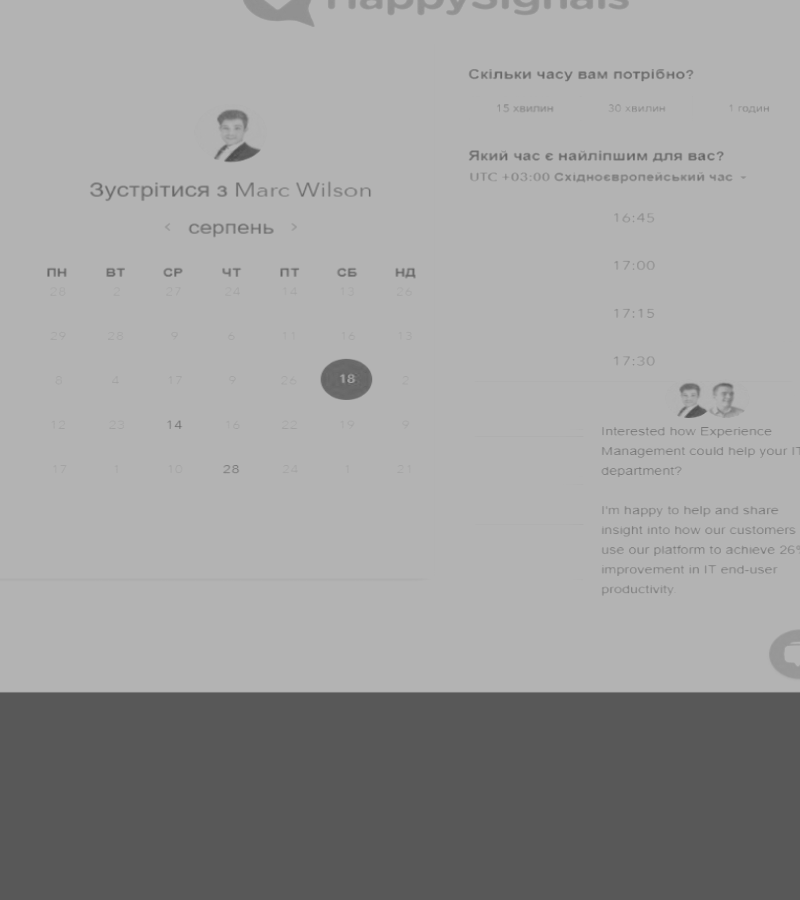 HappySignals
Зустрітися з Marc Wilson
серпень
ПН ВТ СР ЧТ ПТ СБ НД
28 2 27 24 14 13 26
29 28 9 6 11 16 13
8 4 17 9 26 18 2
12 23 14 16 22 19 9
17 1 10 28 24 1 21
Скільки часу вам потрібно?
15 хвилин 30 хвилин 1 годин
Який час є найліпшим для вас?
UTC +03:00 Східноєвропейський час
16:45
17:00
17:15
17:30
Interested how Experience
Management could help your IT
department?
I'm happy to help and share
insight into how our customers
use our platform to achieve 26%
improvement in IT end-user
productivity.